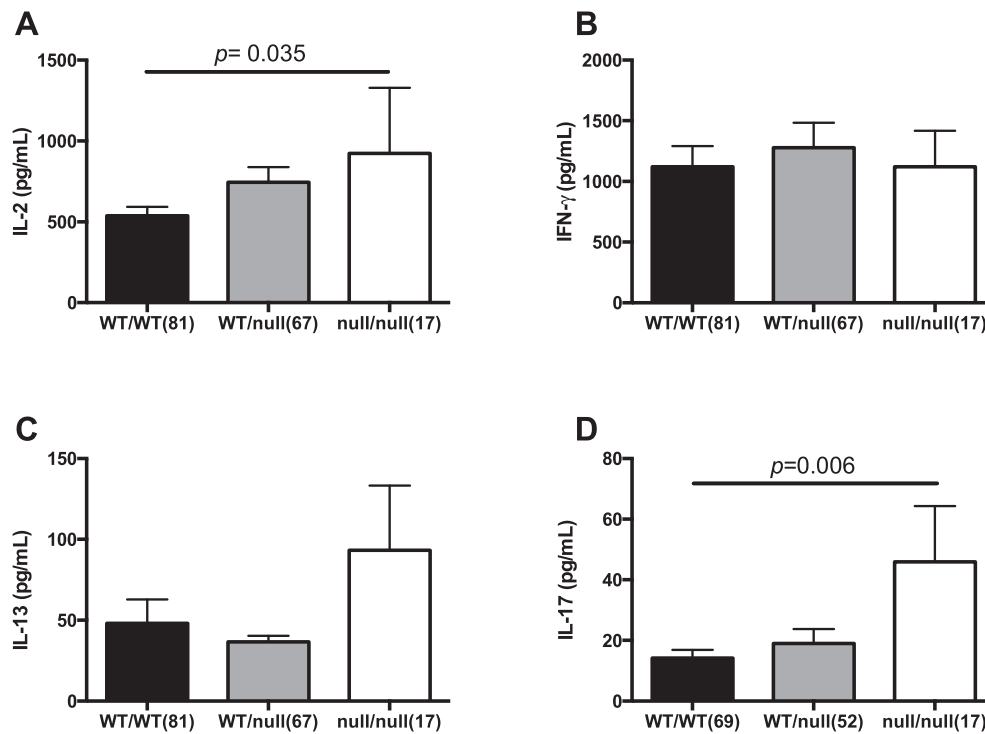 A
p= 0.035
IL-2 (pg/mL)
1500
1000
500
0
WT/WT(81) WT/null(67) null/null(17)
B
IFN-γ (pg/mL)
2000
1500
1000
500
0
WT/WT(81) WT/null(67) null/null(17)
C
IL-13 (pg/mL)
150
100
50
0
WT/WT(81) WT/null(67) null/null(17)
D
p=0.006
IL-17 (pg/mL)
80
60
40
20
0
WT/WT(69) WT/null(52) null/null(17)